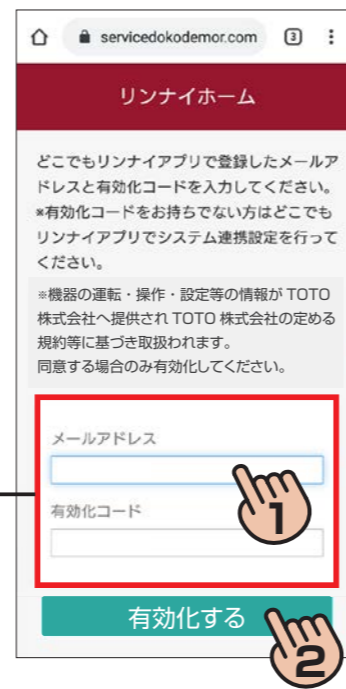 servicedokodemor.com 3
リンナイホーム
どこでもリンナイアプリで登録したメールア
ドレスと有効化コードを入力してください。
※有効化コードをお持ちでない方はどこでも
リンナイアプリでシステム連携設定を行って
ください。
※機器の運転・操作・設定等の情報が TOTO
株式会社へ提供され TOTO 株式会社の定める
規約等に基づき取扱われます。
同意する場合のみ有効化してください。
メールアドレス
1
有効化コード
有効化する
2